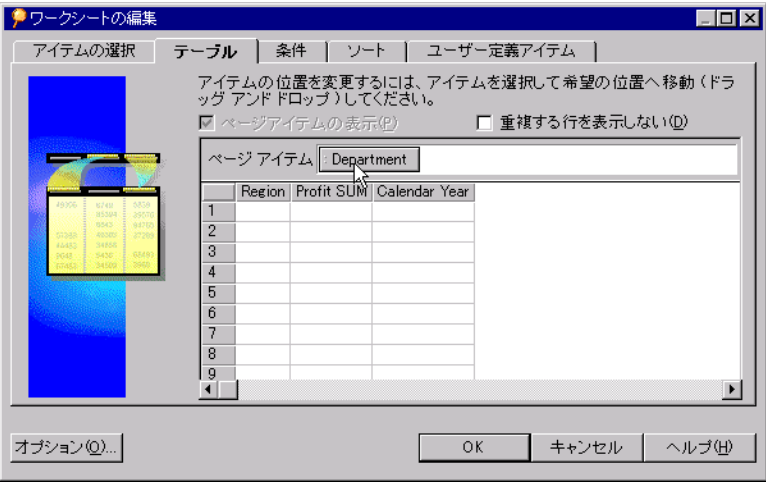 ワークシートの編集
アイテムの選択 テーブル 条件 ソート ユーザー定義アイテム
アイテムの位置を変更するには、アイテムを選択して希望の位置へ移動(ドラ
ッグ アンド ドロップ)してください。
ページアイテムの表示(P) 重複する行を表示しない(D)
ページ アイテム Department
Region Profit SUM Calendar Year
1
2
3
4
5
6
7
8
9
オプション(O)... OK キャンセル ヘルプ(H)